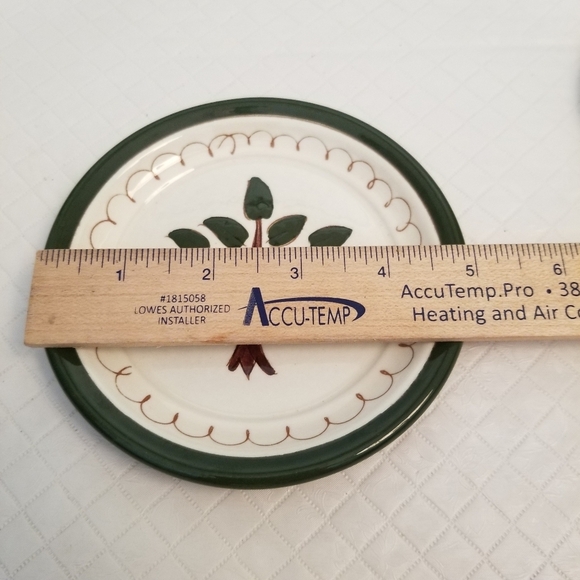 1 2 3 4 5 6
#1815058
LOWES AUTHORIZED
INSTALLER
ACCU-TEMP
AccuTemp.Pro • 38
Heating and Air Co